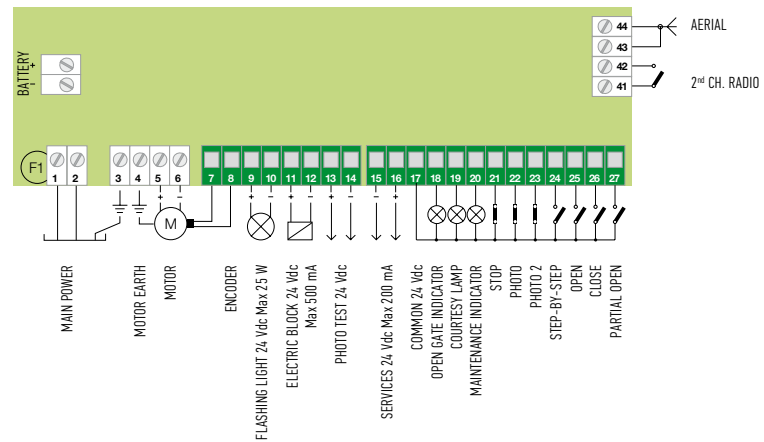 44 AERIAL
43
42
41 2nd CH. RADIO
BATTERY
+
-
F1
1 2 3 4 5 6 7 8 9 10 11 12 13 14 15 16 17 18 19 20 21 22 23 24 25 26 27
+ - + - + - + - - +
M
MAIN POWER
MOTOR EARTH
MOTOR
ENCODER
FLASHING LIGHT 24 Vdc Max 25 W
ELECTRIC BLOCK 24 Vdc
Max 500 mA
PHOTO TEST 24 Vdc
SERVICES 24 Vdc Max 200 mA
COMMON 24 Vdc
OPEN GATE INDICATOR
COURTESY LAMP
MAINTENANCE INDICATOR
STOP
PHOTO
PHOTO 2
STEP-BY-STEP
OPEN
CLOSE
PARTIAL OPEN